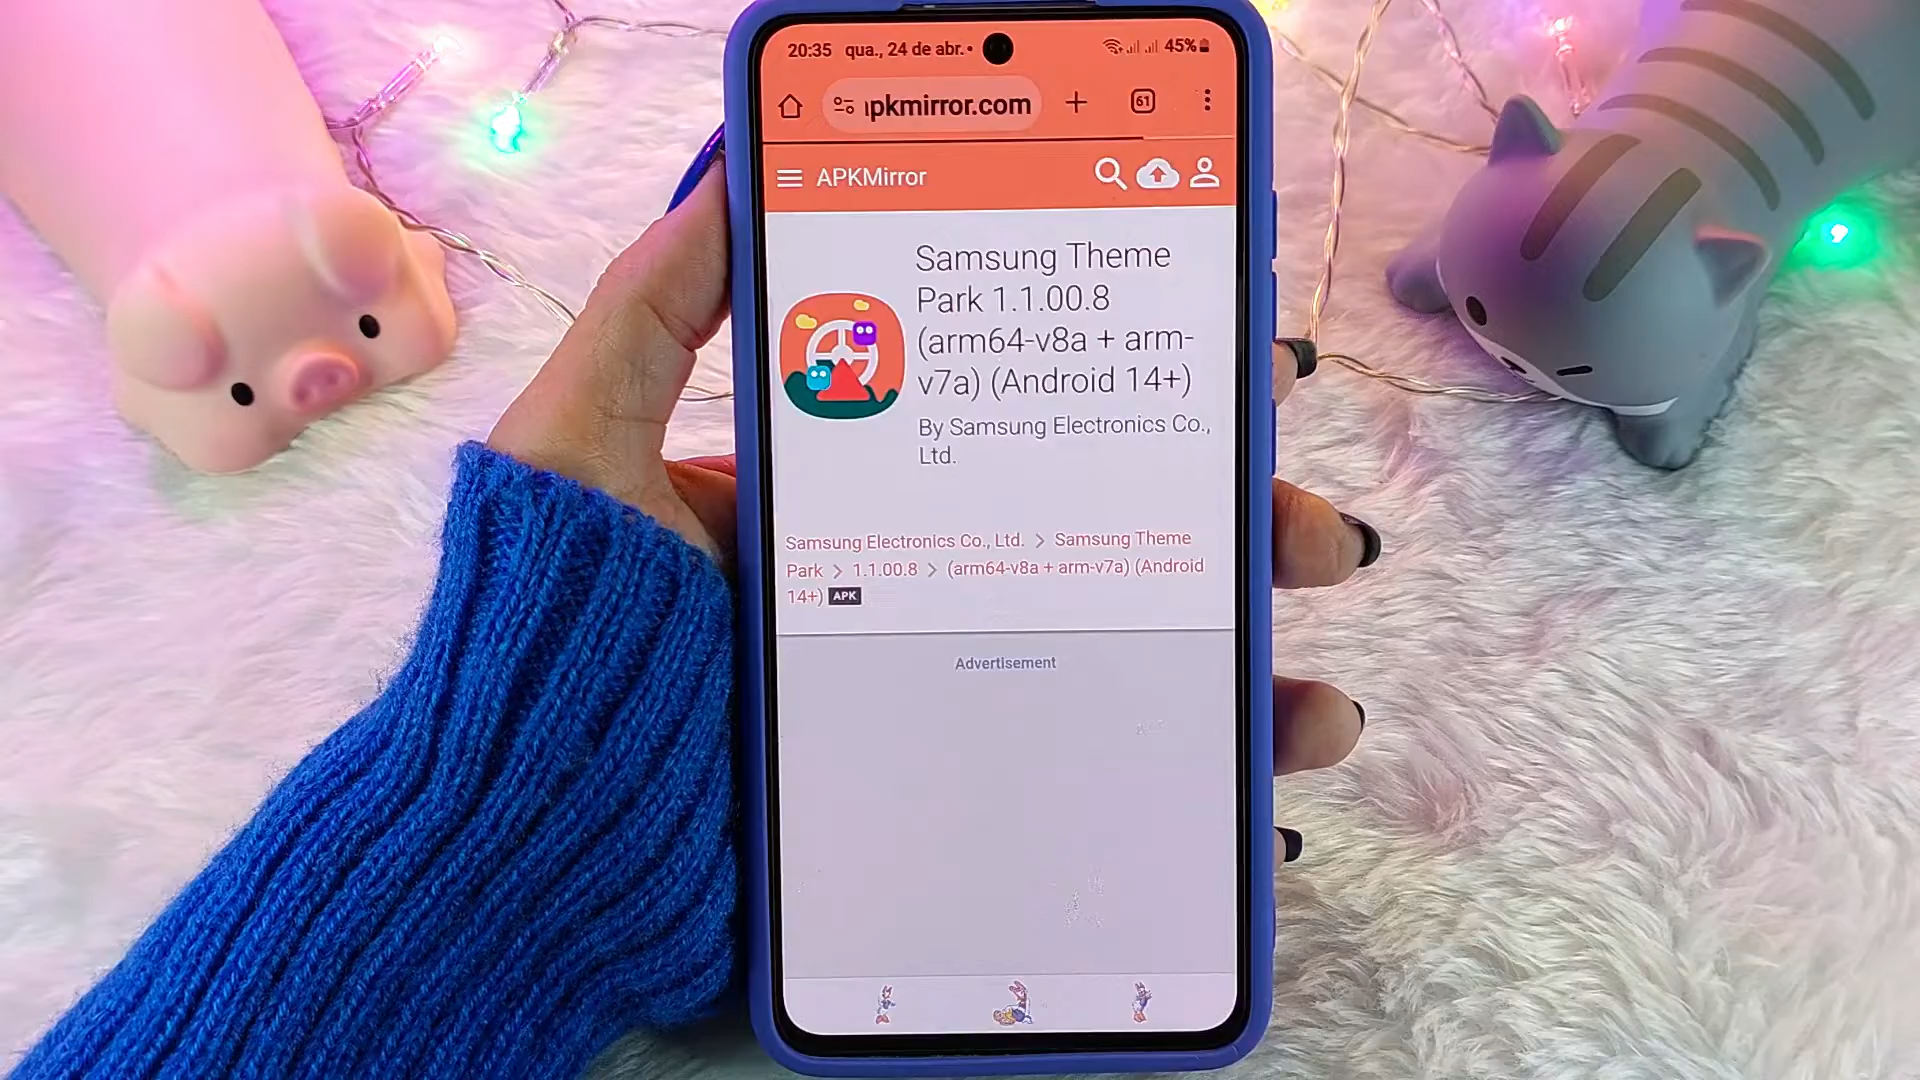 20:35 qua., 24 de abr. • 45%
pkmirror.com 61
APKMirror
Samsung Theme
Park 1.1.00.8
(arm64-v8a + arm-
v7a) (Android 14+)
By Samsung Electronics Co.,
Ltd.
Samsung Electronics Co., Ltd. > Samsung Theme
Park > 1.1.00.8 > (arm64-v8a + arm-v7a) (Android
14+) APK
Advertisement